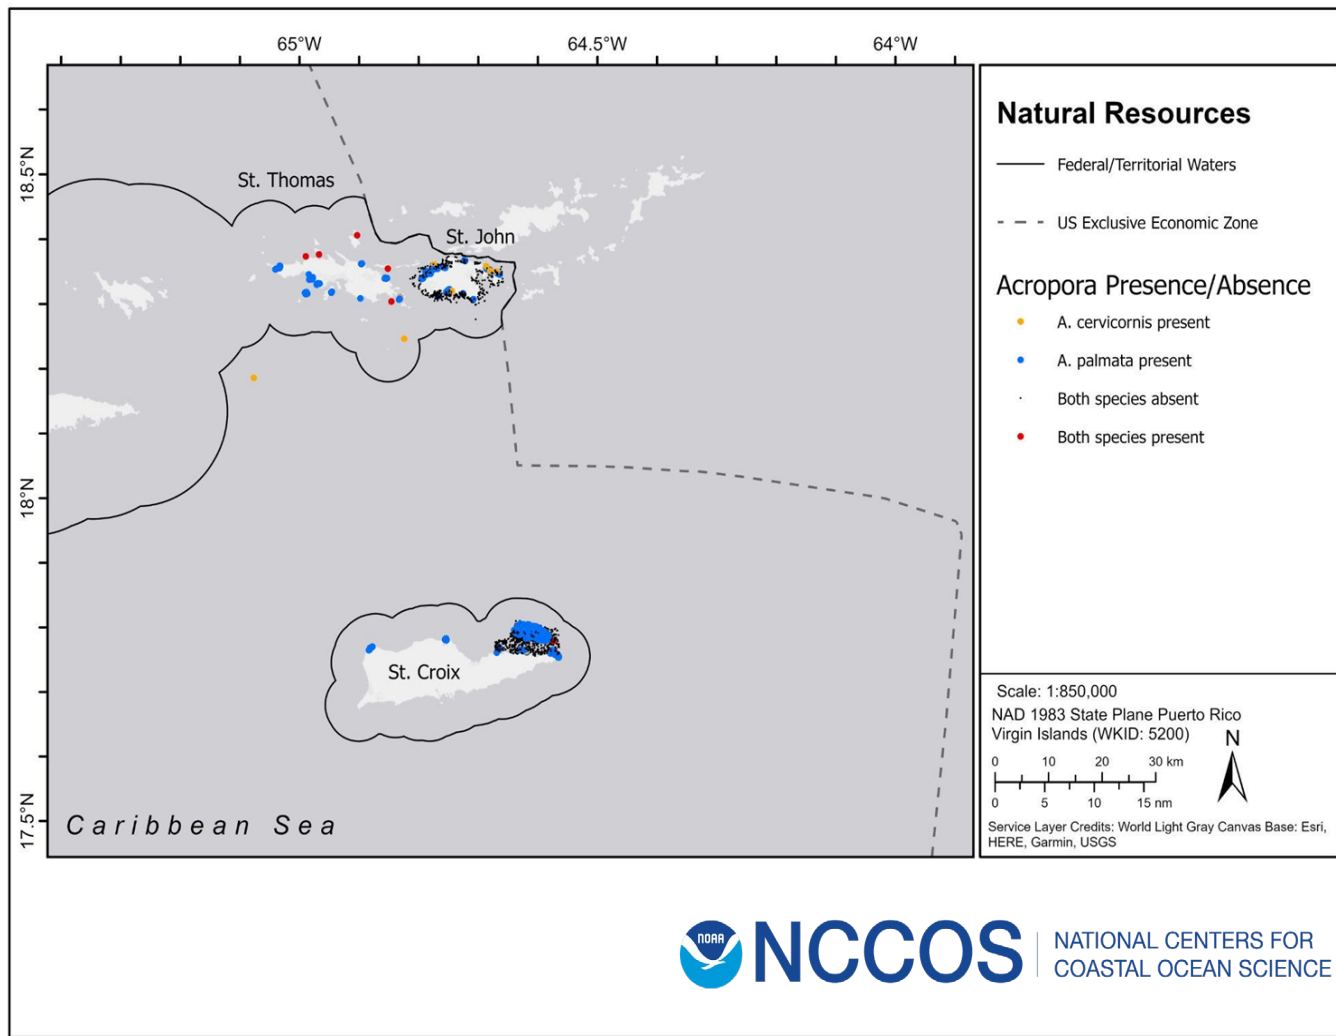 65°W
64.5°W
64°W
18.5°N
18°N
17.5°N
St. Thomas
St. John
St. Croix
Caribbean Sea
Natural Resources
Federal/Territorial Waters
US Exclusive Economic Zone
Acropora Presence/Absence
A. cervicornis present
A. palmata present
Both species absent
Both species present
Scale: 1:850,000
NAD 1983 State Plane Puerto Rico
Virgin Islands (WKID: 5200)
N
0 10 20 30 km
0 5 10 15 nm
Service Layer Credits: World Light Gray Canvas Base: Esri,
HERE, Garmin, USGS
NOAA
NCCOS
NATIONAL CENTERS FOR
COASTAL OCEAN SCIENCE